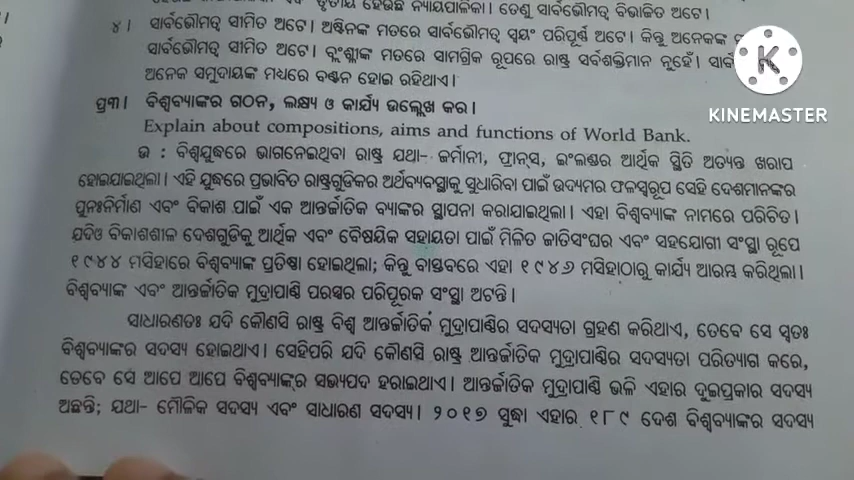 ତୃତୀୟ ହେଉଛି ନ୍ୟାୟପାଳିକା। ତେଣୁ ସାର୍ବଭୌମତ୍ୱ ବିଭାଜିତ ଅଟେ।
୪। ସାର୍ବଭୌମତ୍ୱ ସୀମିତ ଅଟେ। ଅଷ୍ଟିନଙ୍କ ମତରେ ସାର୍ବଭୌମତ୍ୱ ସ୍ୱୟଂ ପରିପୂର୍ଣ୍ଣ ଅଟେ। କିନ୍ତୁ ଅନେକଙ୍କ
ସାର୍ବଭୌମତ୍ୱ ସୀମିତ ଅଟେ। ବ୍ଲଂଶ୍ଳୀଙ୍କ ମତରେ ସାମଗ୍ରିକ ରୂପରେ ରାଷ୍ଟ୍ର ସର୍ବଶକ୍ତିମାନ ନୁହେଁ।
ଅନେକ ସମୁଦାୟଙ୍କ ମଧ୍ୟରେ ବଣ୍ଟନ ହୋଇ ରହିଥାଏ।
KINEMASTER
ପ୍ର୩। ବିଶ୍ୱବ୍ୟାଙ୍କର ଗଠନ, ଲକ୍ଷ୍ୟ ଓ କାର୍ଯ୍ୟ ଉଲ୍ଲେଖ କର।
Explain about compositions, aims and functions of World Bank.
ଉ : ବିଶ୍ୱଯୁଦ୍ଧରେ ଭାଗନେଇଥିବା ରାଷ୍ଟ୍ର ଯଥା- ଜର୍ମାନୀ, ଫ୍ରାନ୍ସ, ଇଂଲଣ୍ଡର ଆର୍ଥିକ ସ୍ଥିତି ଅତ୍ୟନ୍ତ ଖରାପ
ହୋଇଯାଇଥିଲା। ଏହି ଯୁଦ୍ଧରେ ପ୍ରଭାବିତ ରାଷ୍ଟ୍ରଗୁଡିକର ଅର୍ଥବ୍ୟବସ୍ଥାକୁ ସୁଧାରିବା ପାଇଁ ଉଦ୍ୟମର ଫଳସ୍ୱରୂପ ସେହି ଦେଶମାନଙ୍କର
ପୁନଃନିର୍ମାଣ ଏବଂ ବିକାଶ ପାଇଁ ଏକ ଆନ୍ତର୍ଜାତିକ ବ୍ୟାଙ୍କର ସ୍ଥାପନା କରାଯାଇଥିଲା। ଏହା ବିଶ୍ୱବ୍ୟାଙ୍କ ନାମରେ ପରିଚିତ।
ଯଦିଓ ବିକାଶଶୀଳ ଦେଶଗୁଡିକୁ ଆର୍ଥିକ ଏବଂ ବୈଷୟିକ ସହାୟତା ପାଇଁ ମିଳିତ ଜାତିସଂଘର ଏବଂ ସହଯୋଗୀ ସଂସ୍ଥା ରୂପେ
୧୯୪୪ ମସିହାରେ ବିଶ୍ୱବ୍ୟାଙ୍କ ପ୍ରତିଷ୍ଠା ହୋଇଥିଲା; କିନ୍ତୁ ବାସ୍ତବରେ ଏହା ୧୯୪୬ ମସିହାଠାରୁ କାର୍ଯ୍ୟ ଆରମ୍ଭ କରିଥିଲା।
ବିଶ୍ୱବ୍ୟାଙ୍କ ଏବଂ ଆନ୍ତର୍ଜାତିକ ମୁଦ୍ରାପାଣ୍ଠି ପରସ୍ପର ପରିପୂରକ ସଂସ୍ଥା ଅଟନ୍ତି।
ସାଧାରଣତଃ ଯଦି କୌଣସି ରାଷ୍ଟ୍ର ବିଶ୍ୱ ଆନ୍ତର୍ଜାତିକ ମୁଦ୍ରାପାଣ୍ଠିର ସଦସ୍ୟତା ଗ୍ରହଣ କରିଥାଏ, ତେବେ ସେ ସ୍ୱତଃ
ବିଶ୍ୱବ୍ୟାଙ୍କର ସଦସ୍ୟ ହୋଇଥାଏ। ସେହିପରି ଯଦି କୌଣସି ରାଷ୍ଟ୍ର ଆନ୍ତର୍ଜାତିକ ମୁଦ୍ରାପାଣ୍ଠିର ସଦସ୍ୟତା ପରିତ୍ୟାଗ କରେ,
ତେବେ ସେ ଆପେ ଆପେ ବିଶ୍ୱବ୍ୟାଙ୍କର ସଭ୍ୟପଦ ହରାଇଥାଏ। ଆନ୍ତର୍ଜାତିକ ମୁଦ୍ରାପାଣ୍ଠି ଭଳି ଏହାର ଦୁଇପ୍ରକାର ସଦସ୍ୟ
ଅଛନ୍ତି; ଯଥା- ମୌଳିକ ସଦସ୍ୟ ଏବଂ ସାଧାରଣ ସଦସ୍ୟ। ୨୦୧୭ ସୁଦ୍ଧା ଏହାର ୧୮୯ ଦେଶ ବିଶ୍ୱବ୍ୟାଙ୍କର ସଦସ୍ୟ